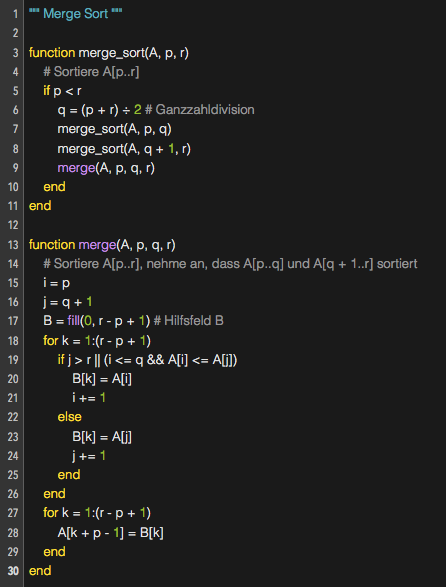 1 """ Merge Sort """
2
3 function merge_sort(A, p, r)
4 # Sortiere A[p..r]
5 if p < r
6 q = (p + r) ÷ 2 # Ganzzahldivision
7 merge_sort(A, p, q)
8 merge_sort(A, q + 1, r)
9 merge(A, p, q, r)
10 end
11 end
12
13 function merge(A, p, q, r)
14 # Sortiere A[p..r], nehme an, dass A[p..q] und A[q + 1..r] sortiert
15 i = p
16 j = q + 1
17 B = fill(0, r - p + 1) # Hilfsfeld B
18 for k = 1:(r - p + 1)
19 if j > r || (i <= q && A[i] <= A[j])
20 B[k] = A[i]
21 i += 1
22 else
23 B[k] = A[j]
24 j += 1
25 end
26 end
27 for k = 1:(r - p + 1)
28 A[k + p - 1] = B[k]
29 end
30 end